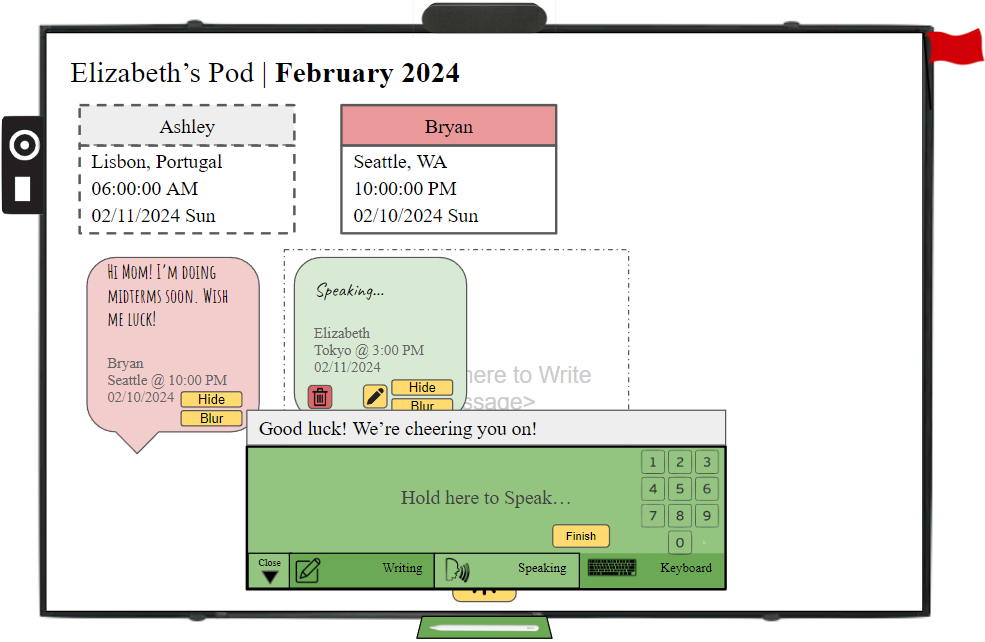 Elizabeth’s Pod | February 2024
Ashley
Lisbon, Portugal
06:00:00 AM
02/11/2024 Sun
Bryan
Seattle, WA
10:00:00 PM
02/10/2024 Sun
Hi Mom! I’m doing
midterms soon. Wish
me luck!
Bryan
Seattle @ 10:00 PM
02/10/2024
Hide
Blur
Speaking...
Elizabeth
Tokyo @ 3:00 PM
02/11/2024
Hide
Blur
here to Write
ssage>
Good luck! We’re cheering you on!
Hold here to Speak…
1 2 3
4 5 6
7 8 9
0
Finish
Close
Writing
Speaking
Keyboard